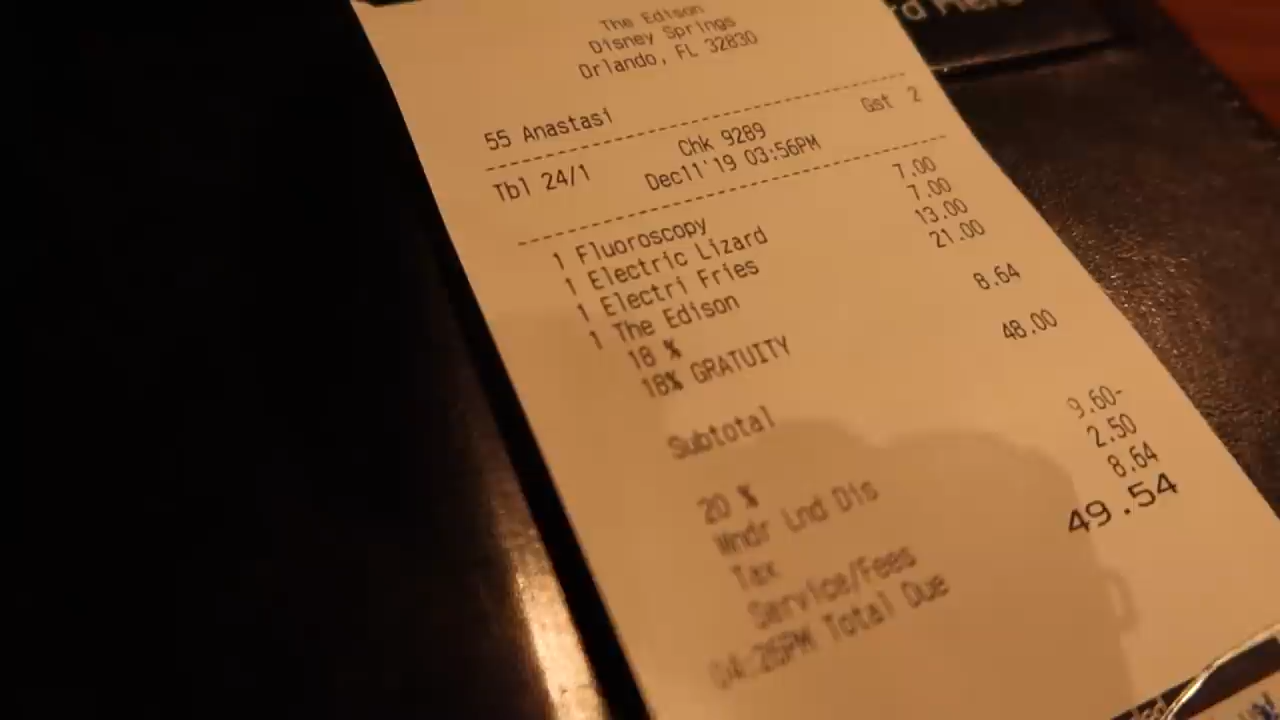 The Edison
Disney Springs
Orlando, FL 32830
55 Anastasi
Tbl 24/1 Chk 9289 Gst 2
Dec11'19 03:56PM
1 Fluoroscopy 7.00
1 Electric Lizard 7.00
1 Electri Fries 13.00
1 The Edison 21.00
18 %
18% GRATUITY 8.64
Subtotal 48.00
20 %
Wndr Lnd Dis 9.60-
Tax 2.50
Service/Fees 8.64
04:26PM Total Due 49.54